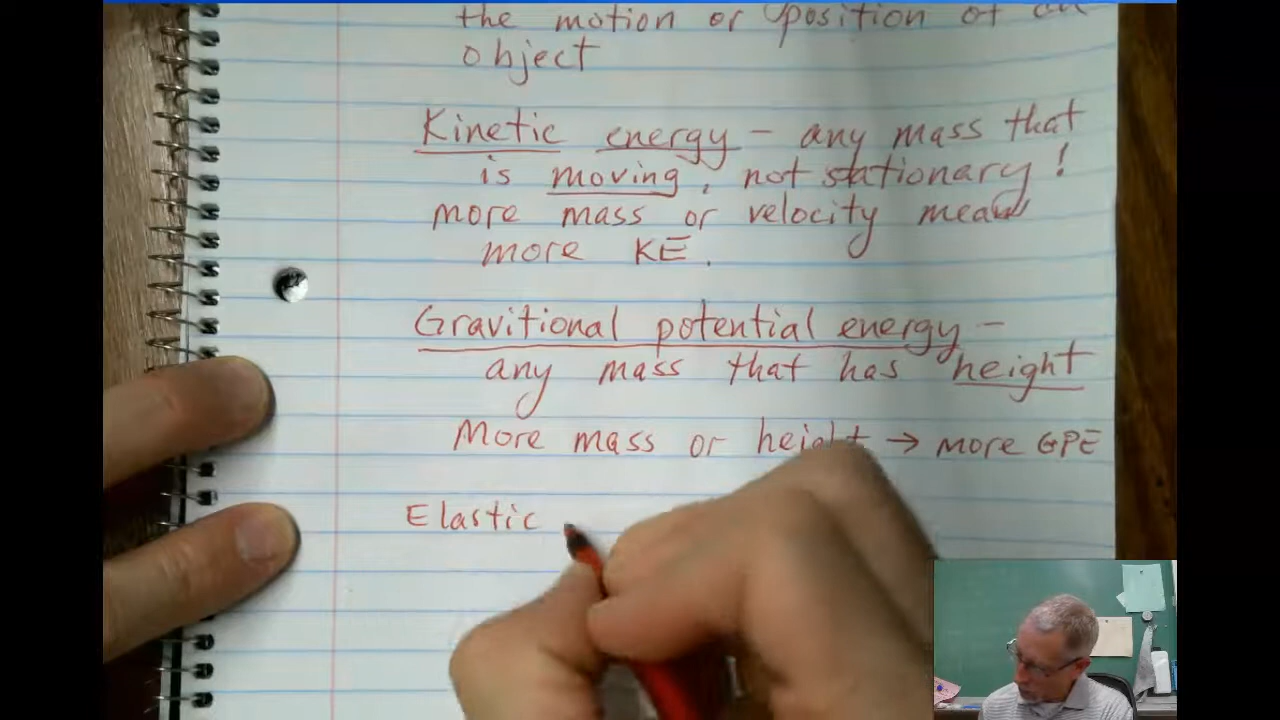 the motion or position of an
object
Kinetic energy - any mass that
is moving, not stationary!
more mass or velocity means
more KE.
Gravitional potential energy -
any mass that has height
More mass or height → more GPE
Elastic